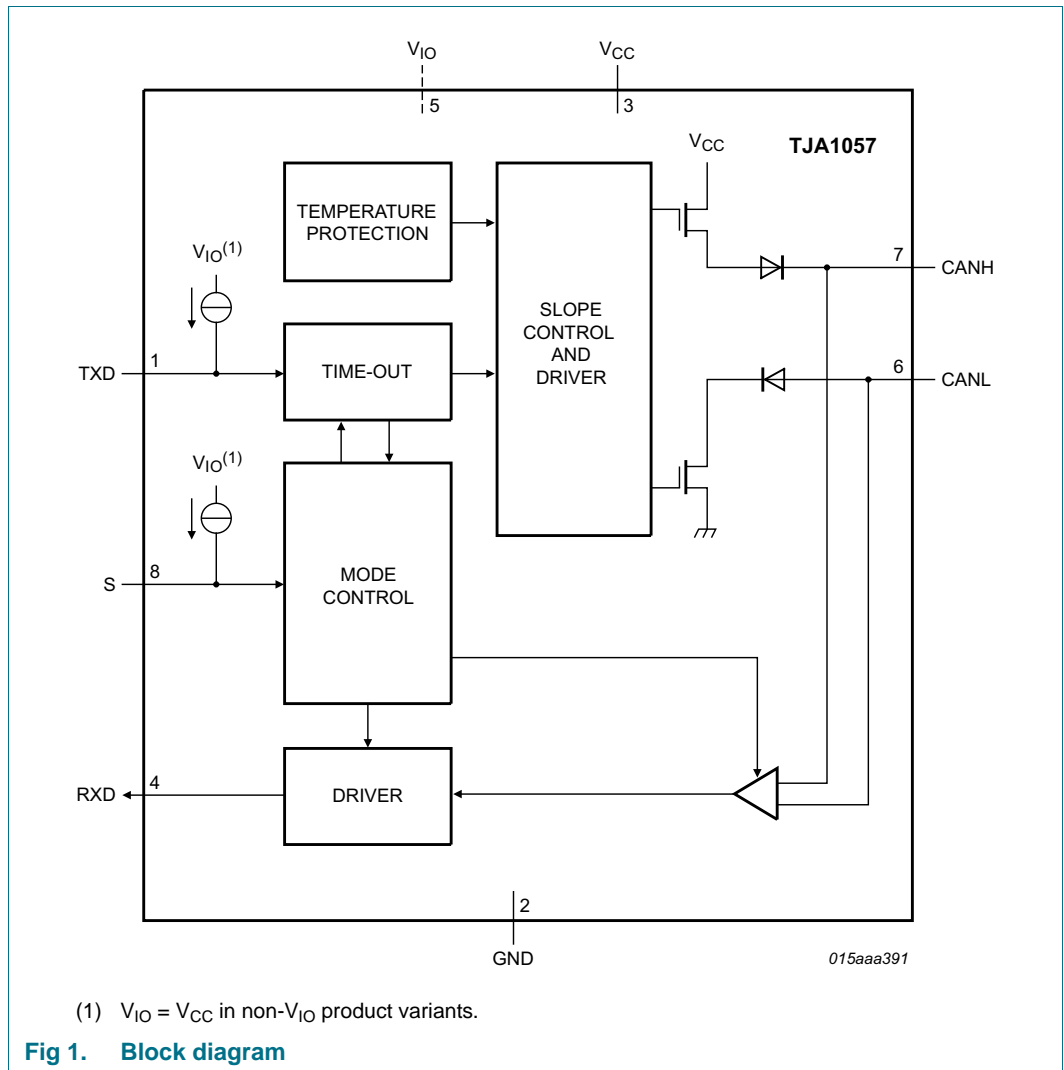 VIO
VCC
5
3
TJA1057
VCC
TEMPERATURE
PROTECTION
VIO(1)
7
CANH
SLOPE
CONTROL
AND
DRIVER
TXD
1
TIME-OUT
6
CANL
VIO(1)
S
8
MODE
CONTROL
RXD
4
DRIVER
2
GND
015aaa391
(1) VIO = VCC in non-VIO product variants.
Fig 1. Block diagram